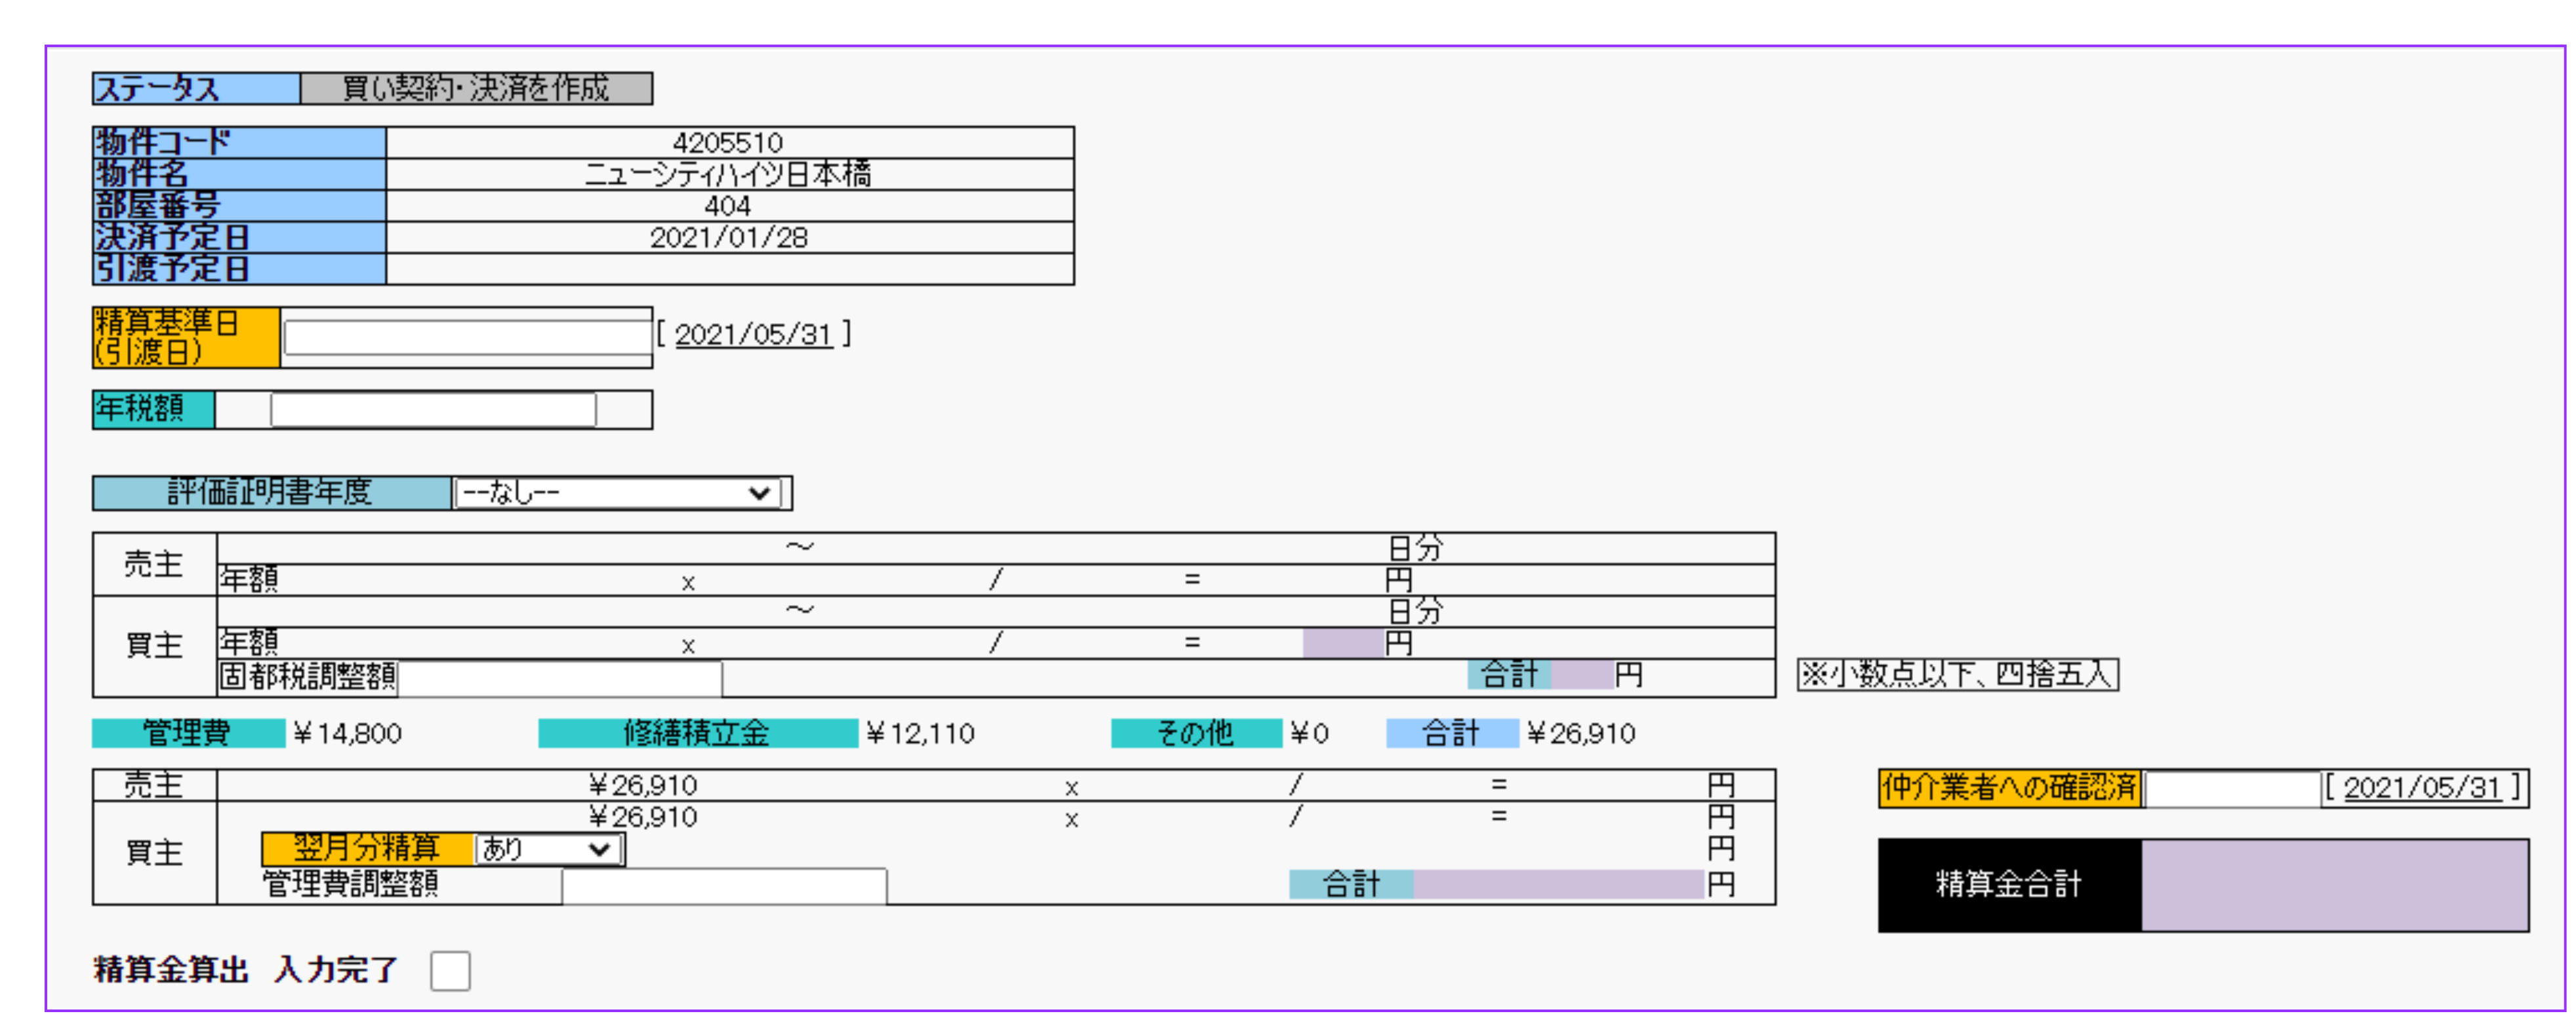 ステータス 買い契約・決済を作成
物件コード 4205510
物件名 ニューシティハイツ日本橋
部屋番号 404
決済予定日 2021/01/28
引渡予定日
精算基準日
(引渡日) [ 2021/05/31 ]
年税額
評価証明書年度 --なし--
売主 ～ 日分
年額 x / = 円
買主 ～ 日分
年額 x / = 円
固都税調整額 合計 円 ※小数点以下、四捨五入
管理費 ¥14,800 修繕積立金 ¥12,110 その他 ¥0 合計 ¥26,910
売主 ¥26,910 x / = 円 仲介業者への確認済 [ 2021/05/31 ]
買主 ¥26,910 x / = 円
翌月分精算 あり 円
管理費調整額 合計 円
精算金合計
精算金算出 入力完了